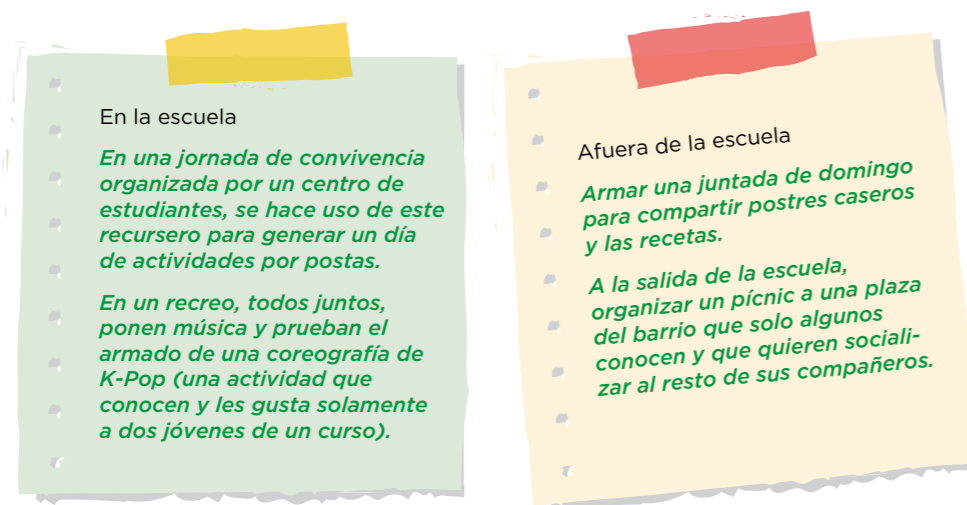 En la escuela
En una jornada de convivencia
organizada por un centro de
estudiantes, se hace uso de este
recursero para generar un día
de actividades por postas.
En un recreo, todos juntos,
ponen música y prueban el
armado de una coreografía de
K-Pop (una actividad que
conocen y les gusta solamente
a dos jóvenes de un curso).
Afuera de la escuela
Armar una juntada de domingo
para compartir postres caseros
y las recetas.
A la salida de la escuela,
organizar un pícnic a una plaza
del barrio que solo algunos
conocen y que quieren sociali-
zar al resto de sus compañeros.